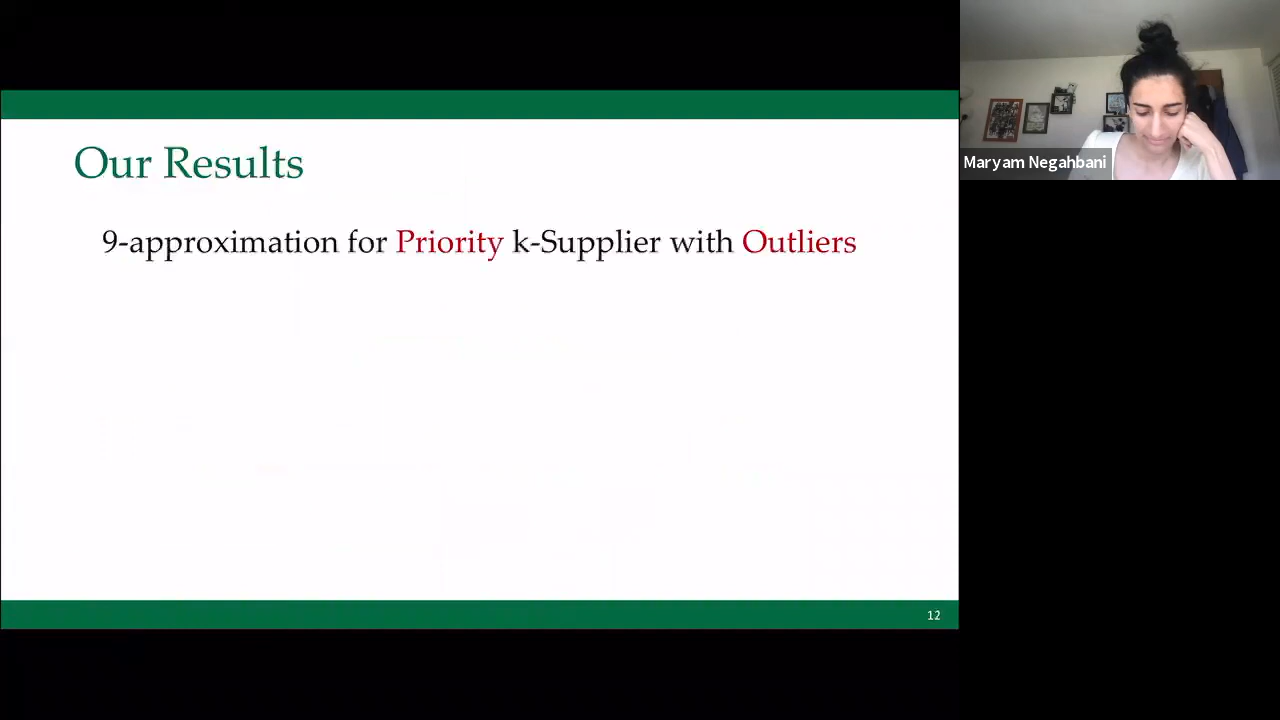 Our Results
9-approximation for Priority k-Supplier with Outliers
12
Maryam Negahbani